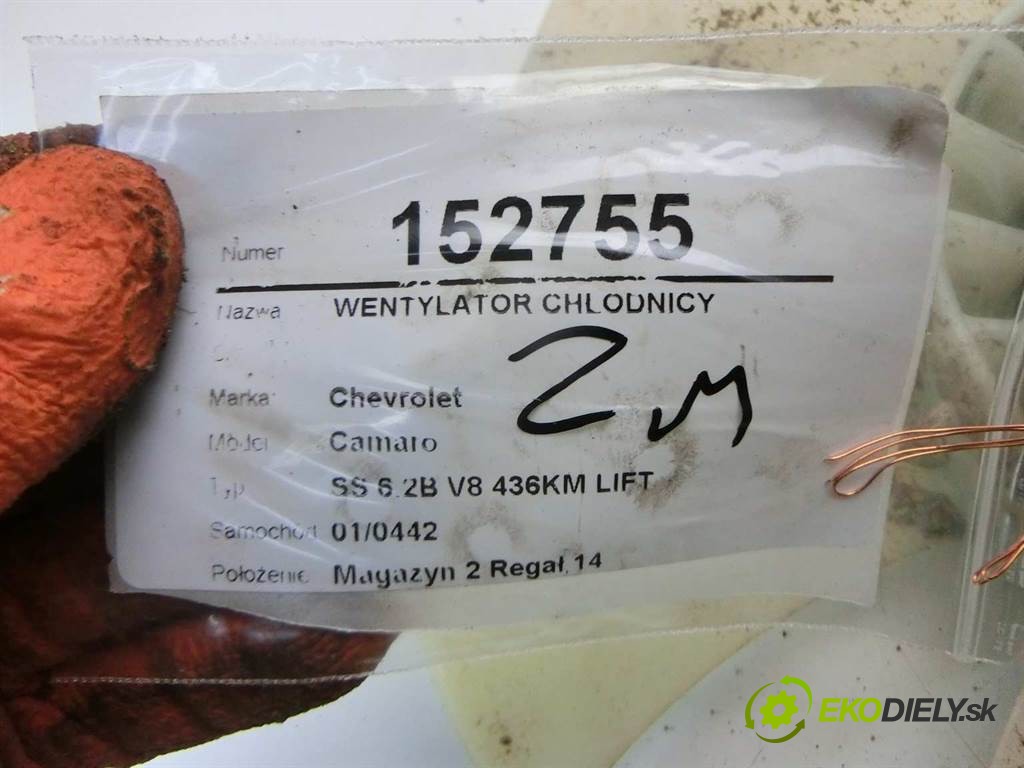 Numer 152755
Nazwa WENTYLATOR CHLODNICY
Marka: Chevrolet
Model Camaro
Typ SS 6.2B V8 436KM LIFT
Samochód 01/0442
Położenie Magazyn 2 Regał 14
EKODIELY.sk